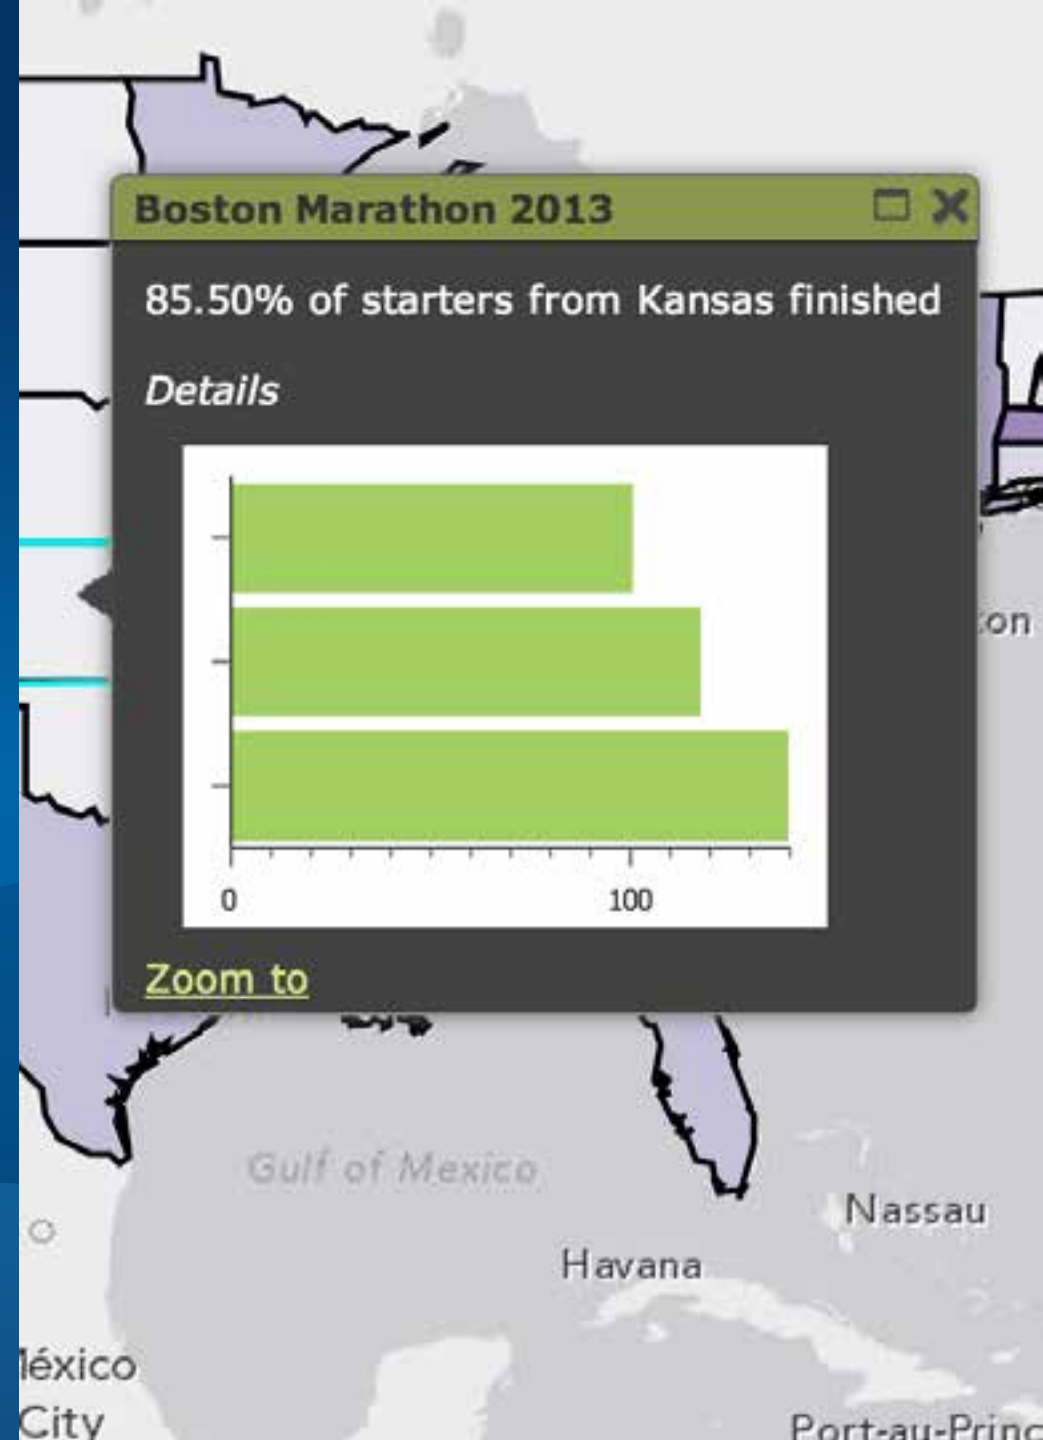 Boston Marathon 2013
85.50% of starters from Kansas finished
Details
0 100
Zoom to
Gulf of Mexico
Nassau
Havana
City